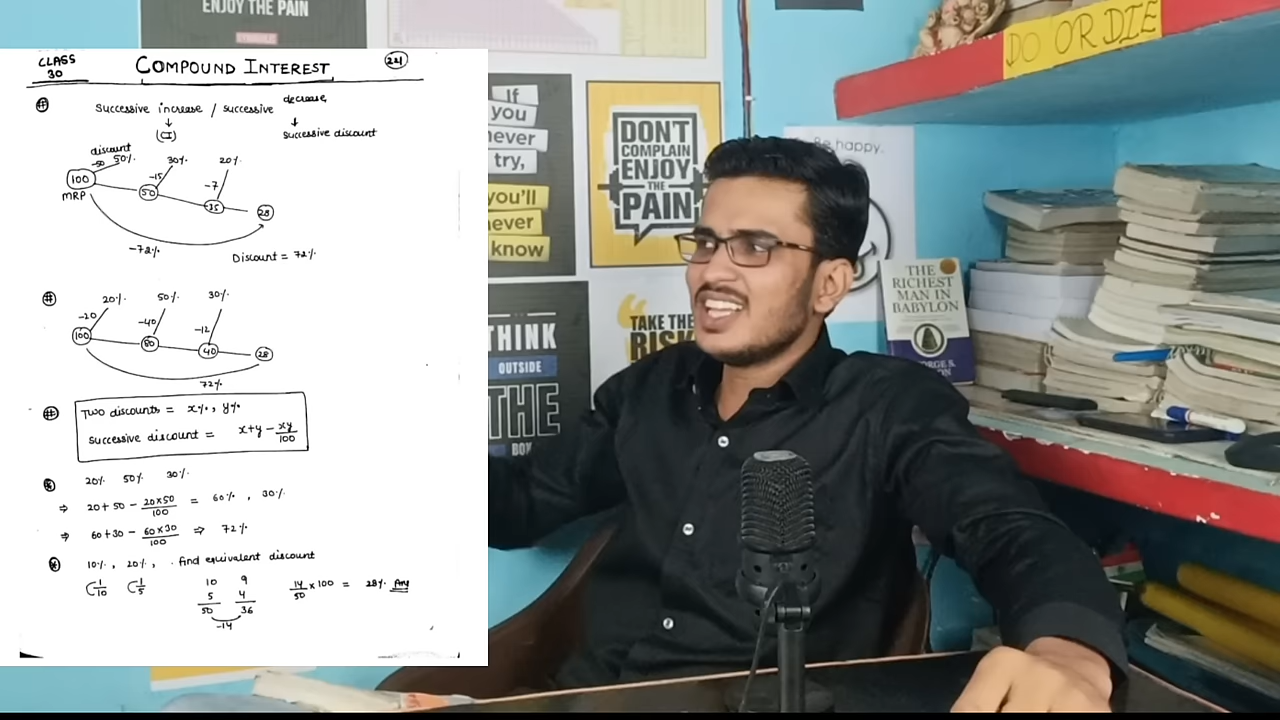 ENJOY THE PAIN
CLASS
30
COMPOUND INTEREST
221
# Successive increase / successive decrease
↓ ↓
(CI) successive discount
discount
-50 50% 30% 20%
-15 -7
100 50 35 28
MRP
-72%
Discount = 72%
# 20% 50% 30%
-20 -40 -12
100 80 40 28
72%
# Two discounts = x%, y%
successive discount = x+y - xy/100
20% 50% 30%
⇒ 20+50 - 20×50/100 = 60%, 30%
⇒ 60+30 - 60×30/100 ⇒ 72%
10%, 20%, find equivalent discount
-1/10 -1/5
10 9
5 4
50 36
-14
14/50 ×100 = 28% Ans
If
you
never
try,
you'll
never
know
THINK
OUTSIDE
THE
BOX
DON'T
COMPLAIN
ENJOY
THE
PAIN
TAKE THE
RISK
Be happy.
DO OR DIE
THE
RICHEST
MAN IN
BABYLON